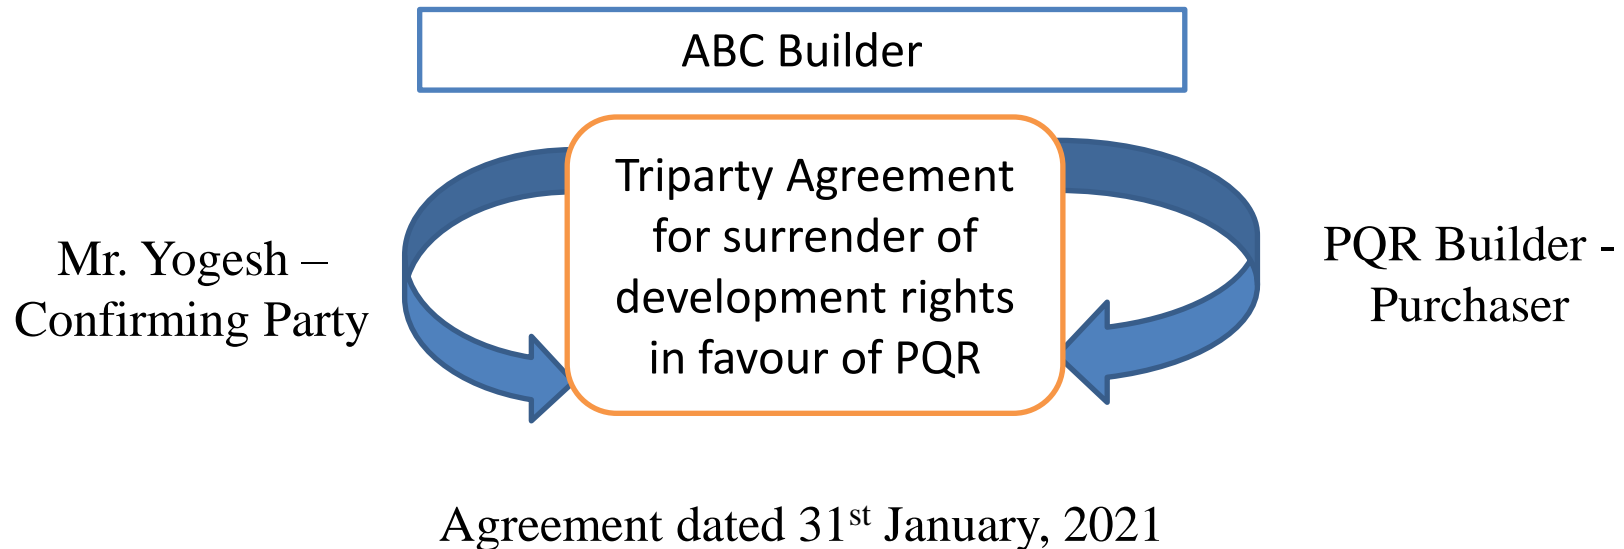 ABC Builder
Triparty Agreement
for surrender of
development rights
in favour of PQR
Mr. Yogesh –
Confirming Party
PQR Builder -
Purchaser
Agreement dated 31st January, 2021